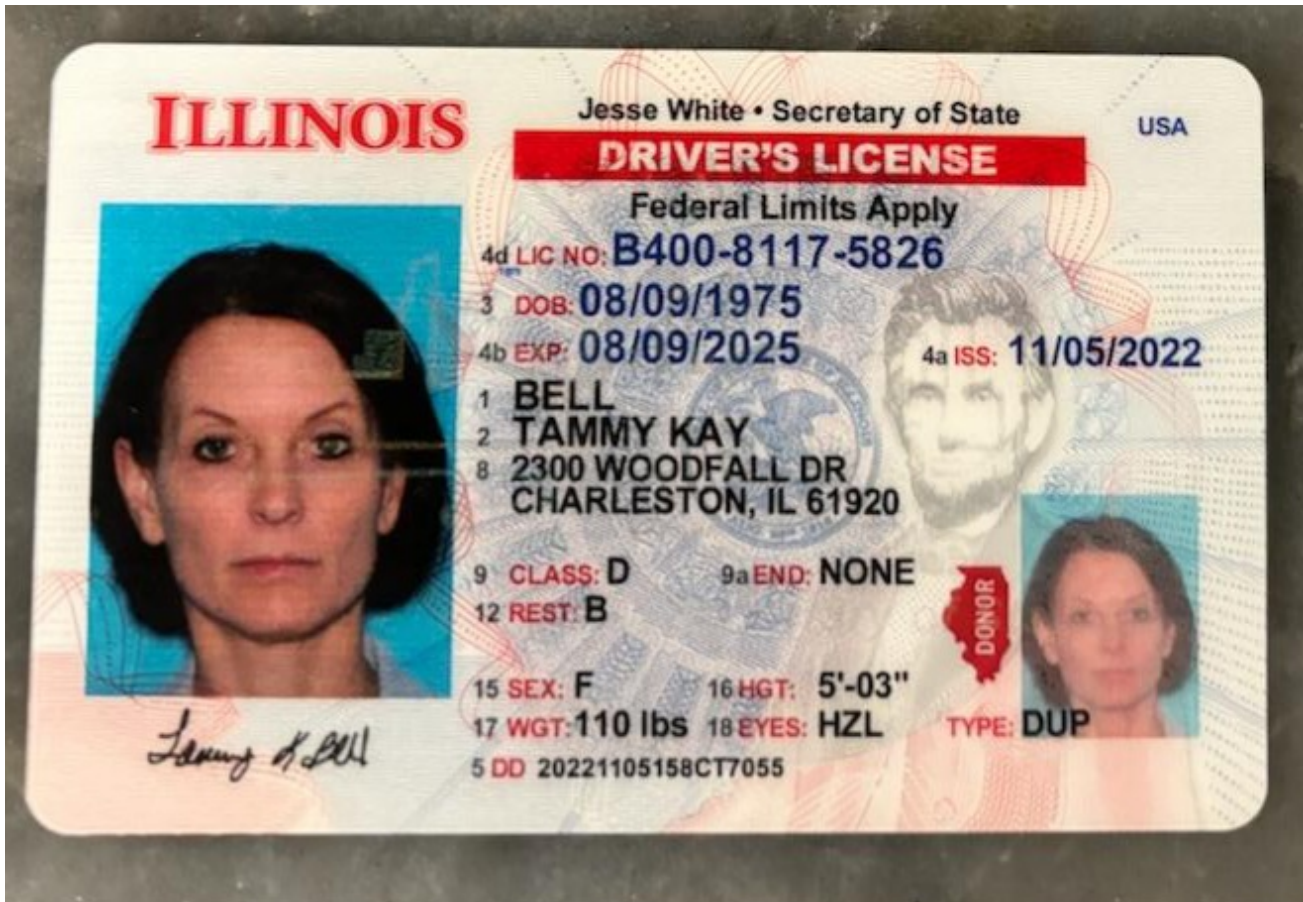 ILLINOIS
Jesse White • Secretary of State
USA
DRIVER'S LICENSE
Federal Limits Apply
4d LIC NO: B400-8117-5826
3 DOB: 08/09/1975
4b EXP: 08/09/2025 4a ISS: 11/05/2022
1 BELL
2 TAMMY KAY
8 2300 WOODFALL DR
CHARLESTON, IL 61920
9 CLASS: D 9a END: NONE
12 REST: B
DONOR
15 SEX: F 16 HGT: 5'-03"
17 WGT: 110 lbs 18 EYES: HZL TYPE: DUP
5 DD 20221105158CT7055
Tammy K Bell